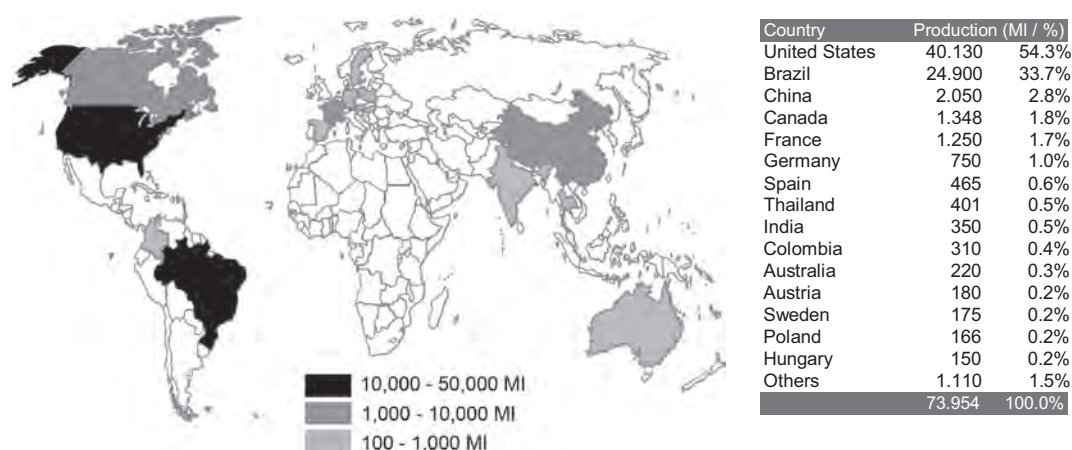 Country Production (Ml / %)
United States 40.130 54.3%
Brazil 24.900 33.7%
China 2.050 2.8%
Canada 1.348 1.8%
France 1.250 1.7%
Germany 750 1.0%
Spain 465 0.6%
Thailand 401 0.5%
India 350 0.5%
Colombia 310 0.4%
Australia 220 0.3%
Austria 180 0.2%
Sweden 175 0.2%
Poland 166 0.2%
Hungary 150 0.2%
Others 1.110 1.5%
73.954 100.0%
10,000 - 50,000 Ml
1,000 - 10,000 Ml
100 - 1.000 Ml